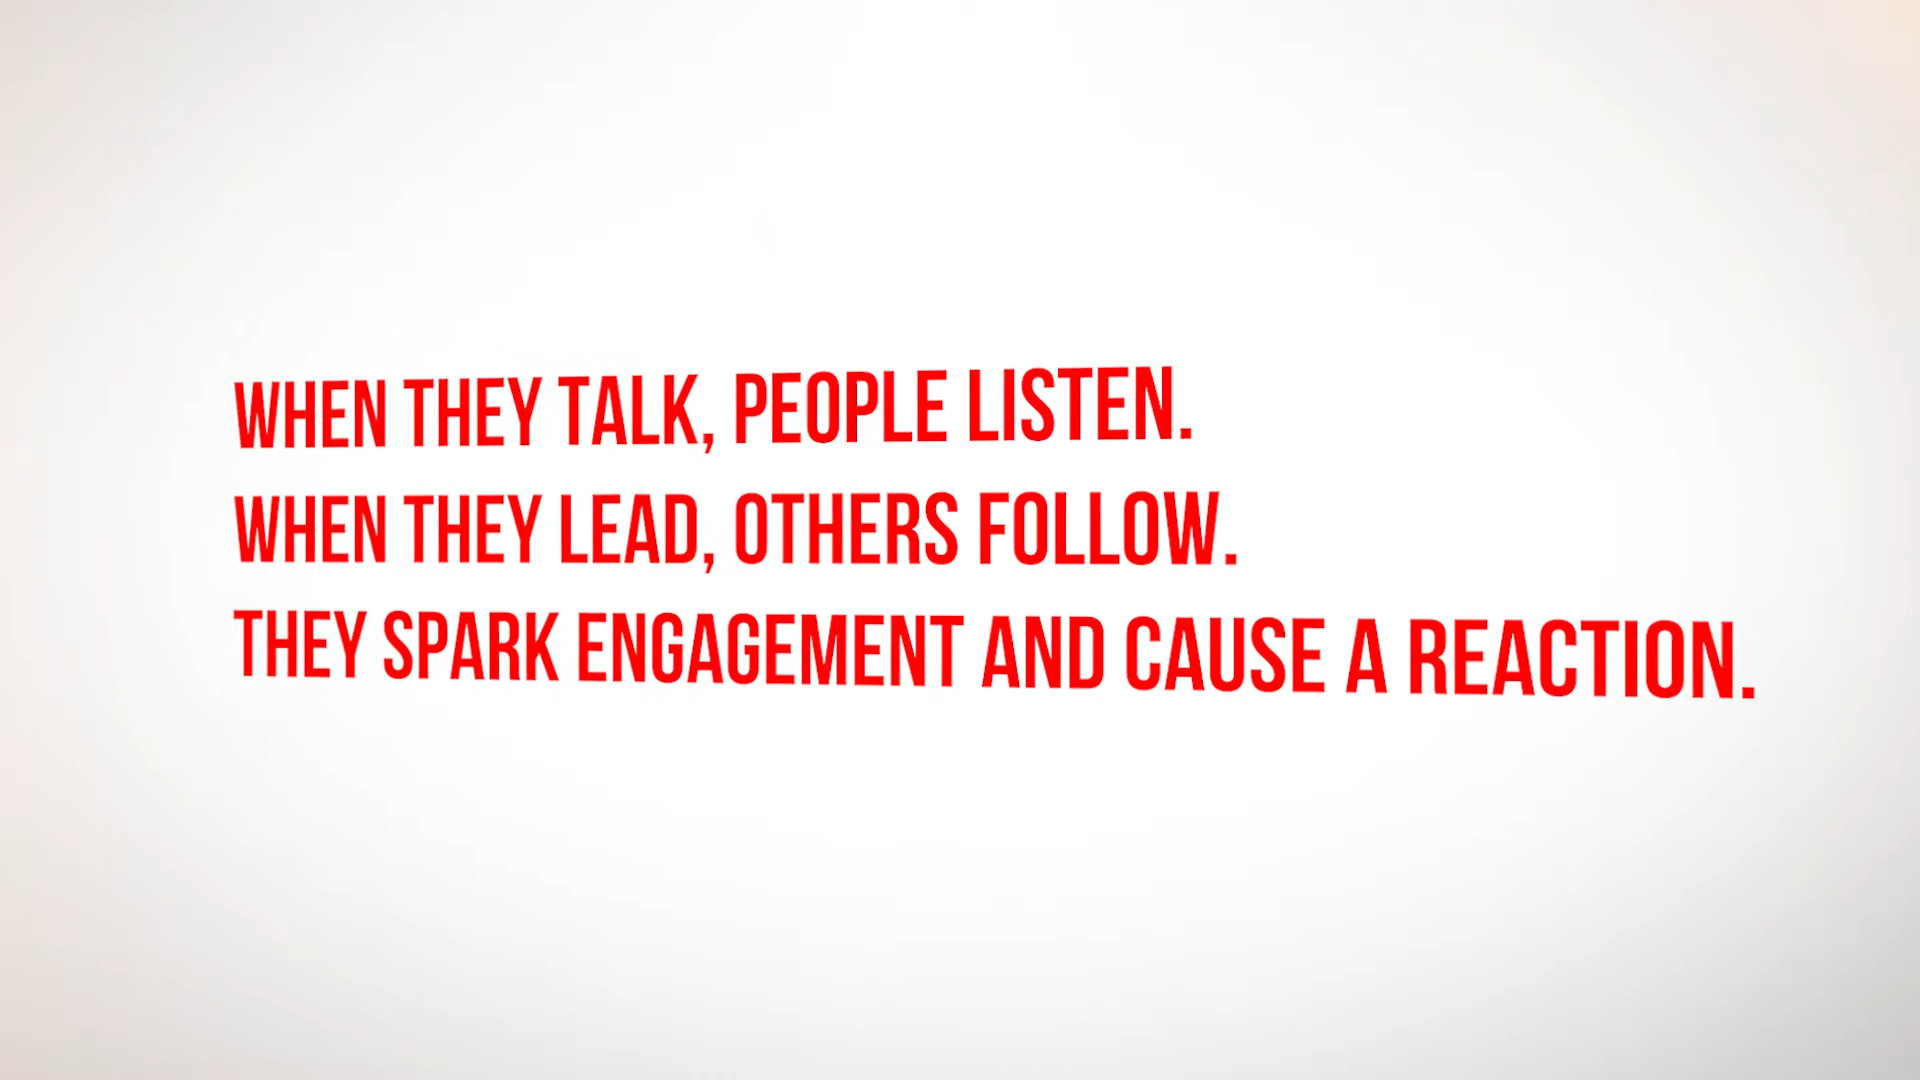 WHEN THEY TALK, PEOPLE LISTEN.
WHEN THEY LEAD, OTHERS FOLLOW.
THEY SPARK ENGAGEMENT AND CAUSE A REACTION.